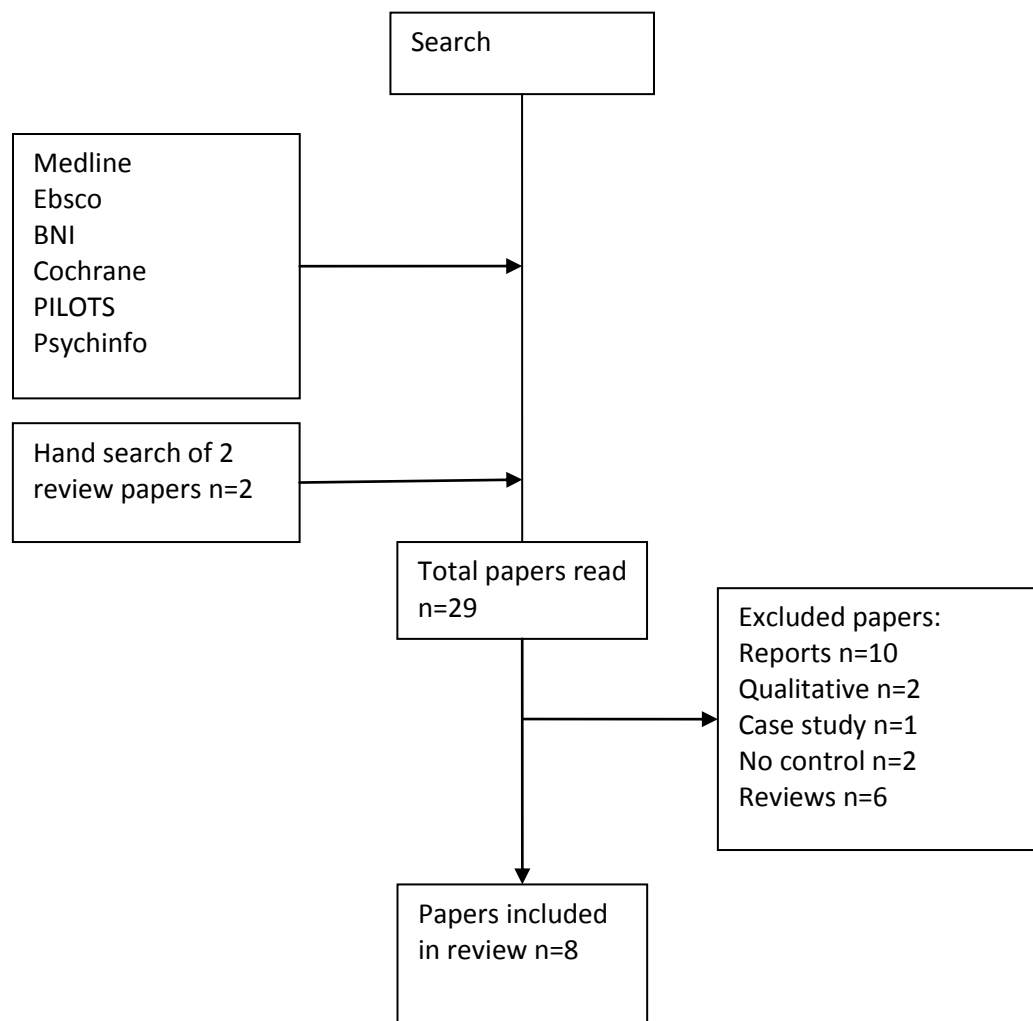 Search
Medline
Ebsco
BNI
Cochrane
PILOTS
Psychinfo
Hand search of 2
review papers n=2
Total papers read
n=29
Excluded papers:
Reports n=10
Qualitative n=2
Case study n=1
No control n=2
Reviews n=6
Papers included
in review n=8